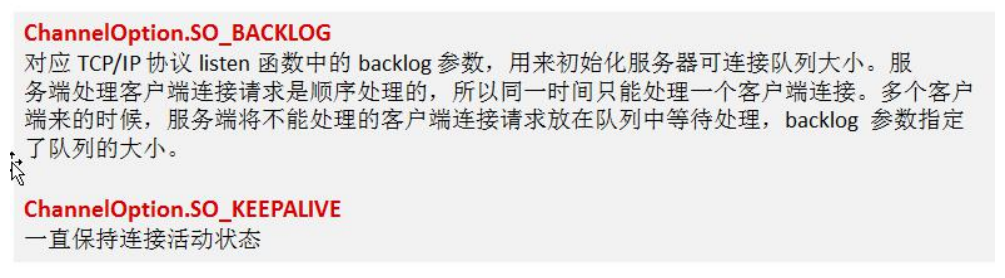 ChannelOption.SO_BACKLOG
对应 TCP/IP 协议 listen 函数中的 backlog 参数，用来初始化服务器可连接队列大小。服
务端处理客户端连接请求是顺序处理的，所以同一时间只能处理一个客户端连接。多个客户
端来的时候，服务端将不能处理的客户端连接请求放在队列中等待处理，backlog 参数指定
了队列的大小。
ChannelOption.SO_KEEPALIVE
一直保持连接活动状态